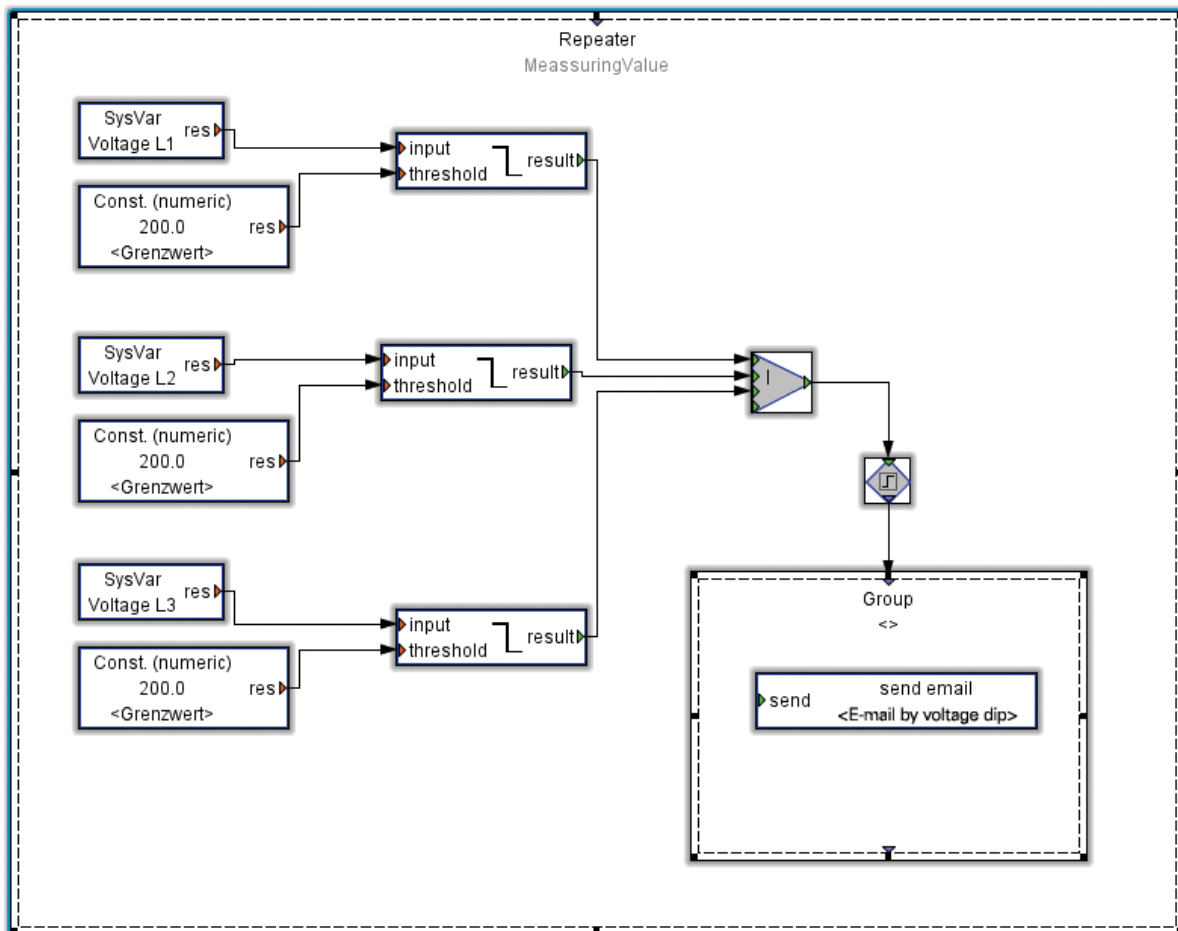 Repeater
MeassuringValue
SysVar
Voltage L1
res
input
threshold
result
Const. (numeric)
200.0
<Grenzwert>
res
SysVar
Voltage L2
res
input
threshold
result
|
Const. (numeric)
200.0
<Grenzwert>
res
SysVar
Voltage L3
res
input
threshold
result
Const. (numeric)
200.0
<Grenzwert>
res
Group
<>
send
send email
<E-mail by voltage dip>